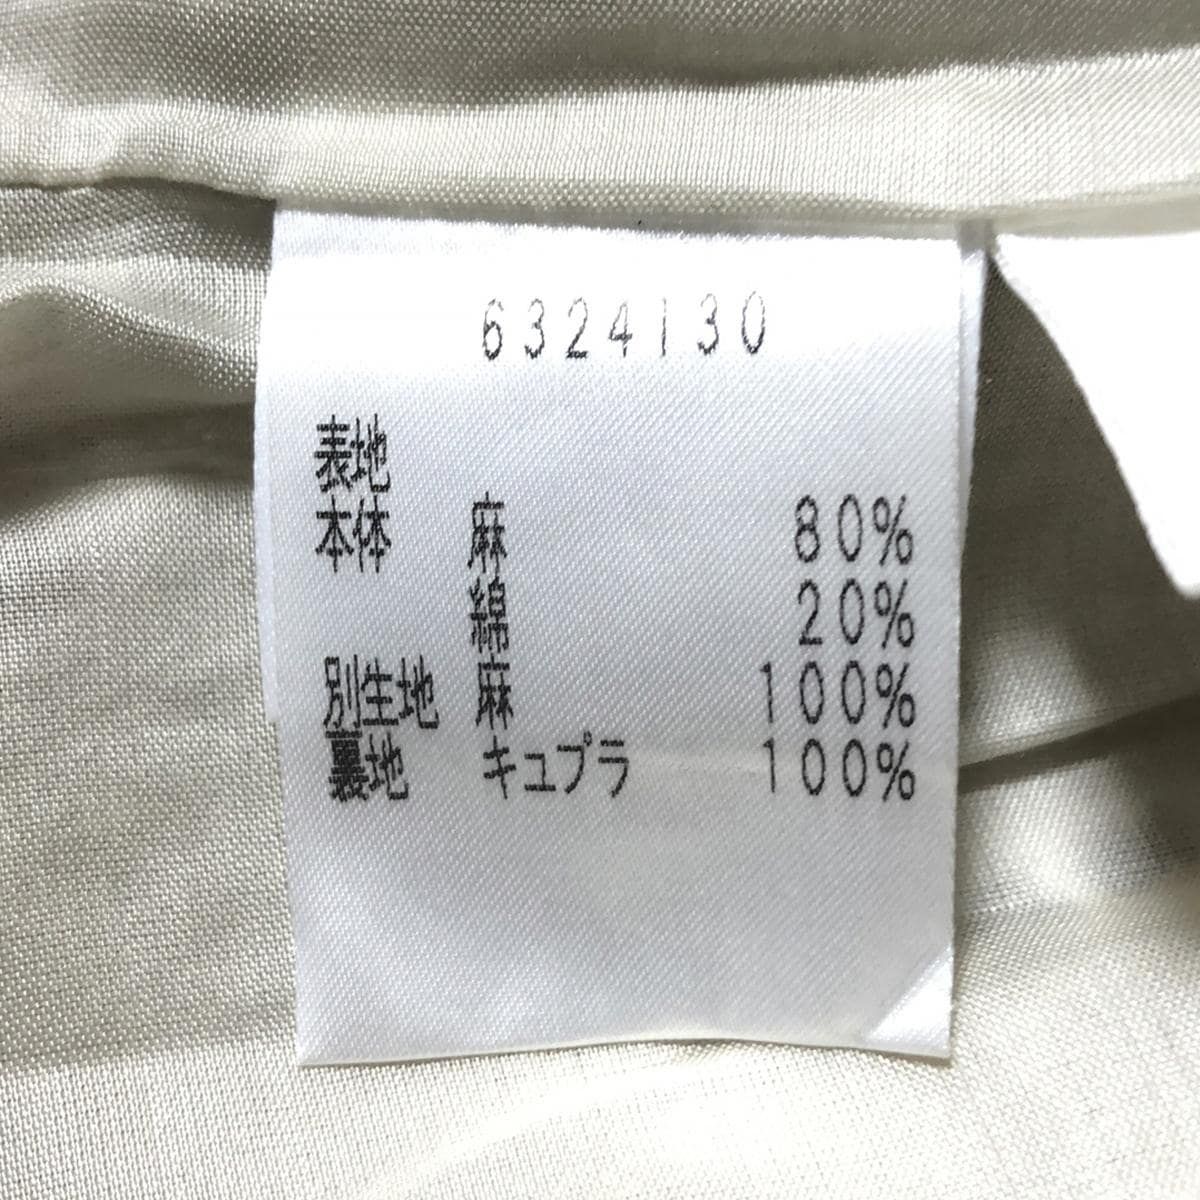 6324130
表地
本体 麻 80%
綿 20%
別生地 麻 100%
裏地 キュプラ 100%